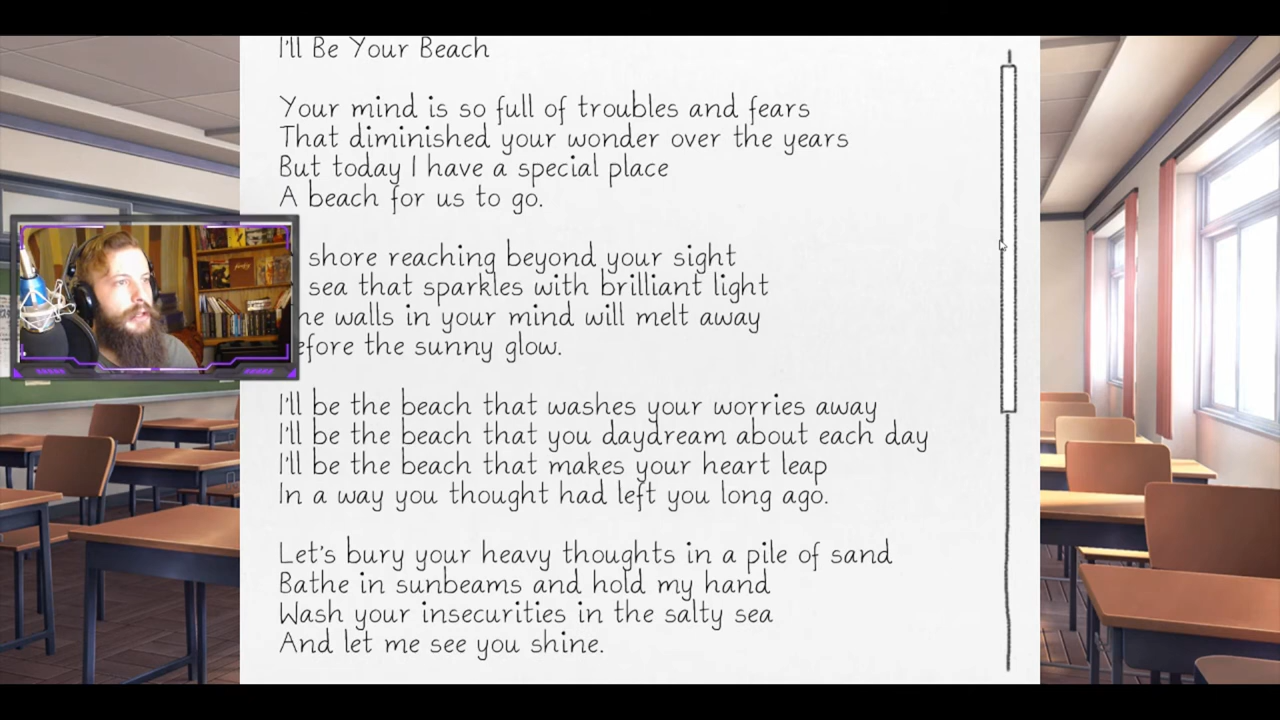 I'll Be Your Beach
Your mind is so full of troubles and fears
That diminished your wonder over the years
But today I have a special place
A beach for us to go.
shore reaching beyond your sight
sea that sparkles with brilliant light
walls in your mind will melt away
the sunny glow.
I'll be the beach that washes your worries away
I'll be the beach that you daydream about each day
I'll be the beach that makes your heart leap
In a way you thought had left you long ago.
Let's bury your heavy thoughts in a pile of sand
Bathe in sunbeams and hold my hand
Wash your insecurities in the salty sea
And let me see you shine.